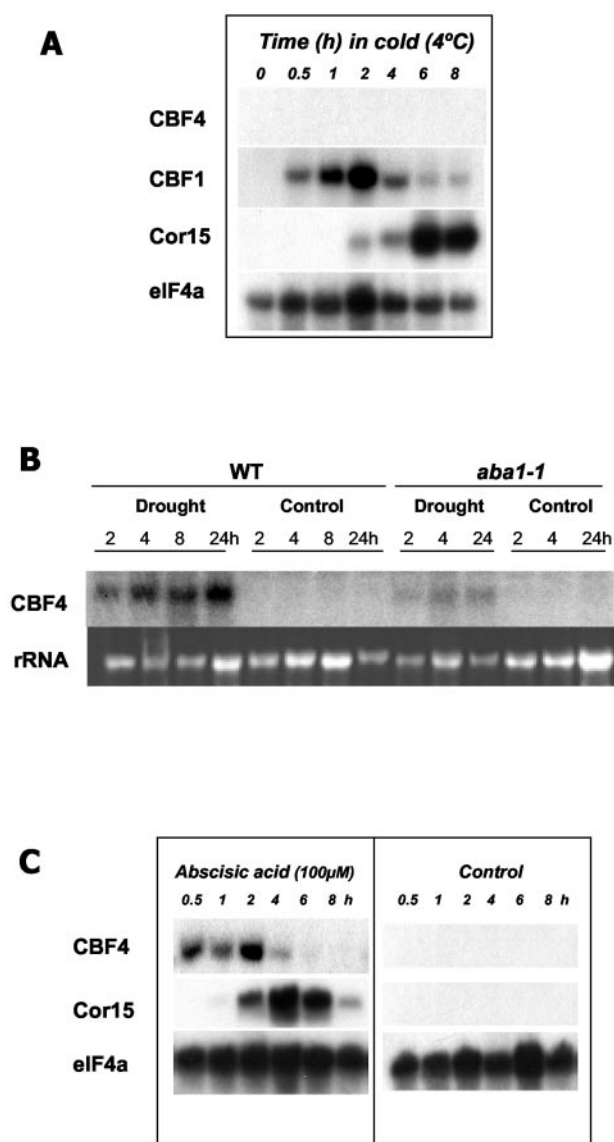 A
Time (h) in cold (4ºC)
0 0.5 1 2 4 6 8
CBF4
CBF1
Cor15
eIF4a
B
WT aba1-1
Drought Control Drought Control
2 4 8 24h 2 4 8 24h 2 4 24 2 4 24h
CBF4
rRNA
C
Abscisic acid (100µM) Control
0.5 1 2 4 6 8 h 0.5 1 2 4 6 8 h
CBF4
Cor15
eIF4a